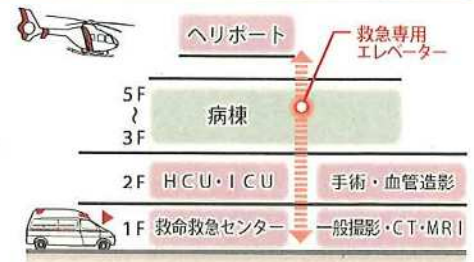 ヘリポート
救急専用
エレベーター
5F
〜
3F
病棟
2F HCU・ICU 手術・血管造影
1F 救命救急センター 一般撮影・CT・MRI